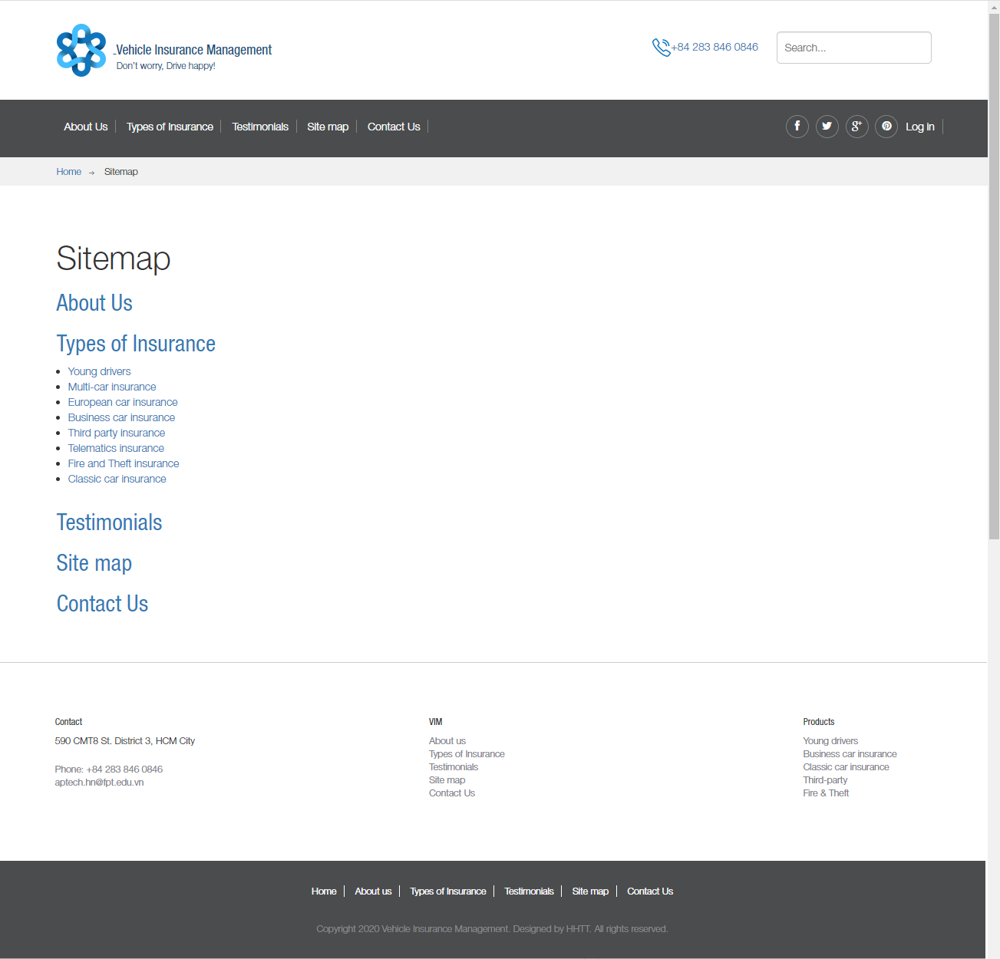 Vehicle Insurance Management
Don't worry, Drive happy!
+84 283 846 0846
Search...
About Us
Types of Insurance
Testimonials
Site map
Contact Us
Log in
Home
Sitemap
Sitemap
About Us
Types of Insurance
Young drivers
Multi-car insurance
European car insurance
Business car insurance
Third party insurance
Telematics insurance
Fire and Theft insurance
Classic car insurance
Testimonials
Site map
Contact Us
Contact
590 CMT8 St. District 3, HCM City
Phone: +84 283 846 0846
aptech.hn@fpt.edu.vn
VIM
About us
Types of Insurance
Testimonials
Site map
Contact Us
Products
Young drivers
Business car insurance
Classic car insurance
Third-party
Fire & Theft
Home
About us
Types of Insurance
Testimonials
Site map
Contact Us
Copyright 2020 Vehicle Insurance Management. Designed by HHTT. All rights reserved.